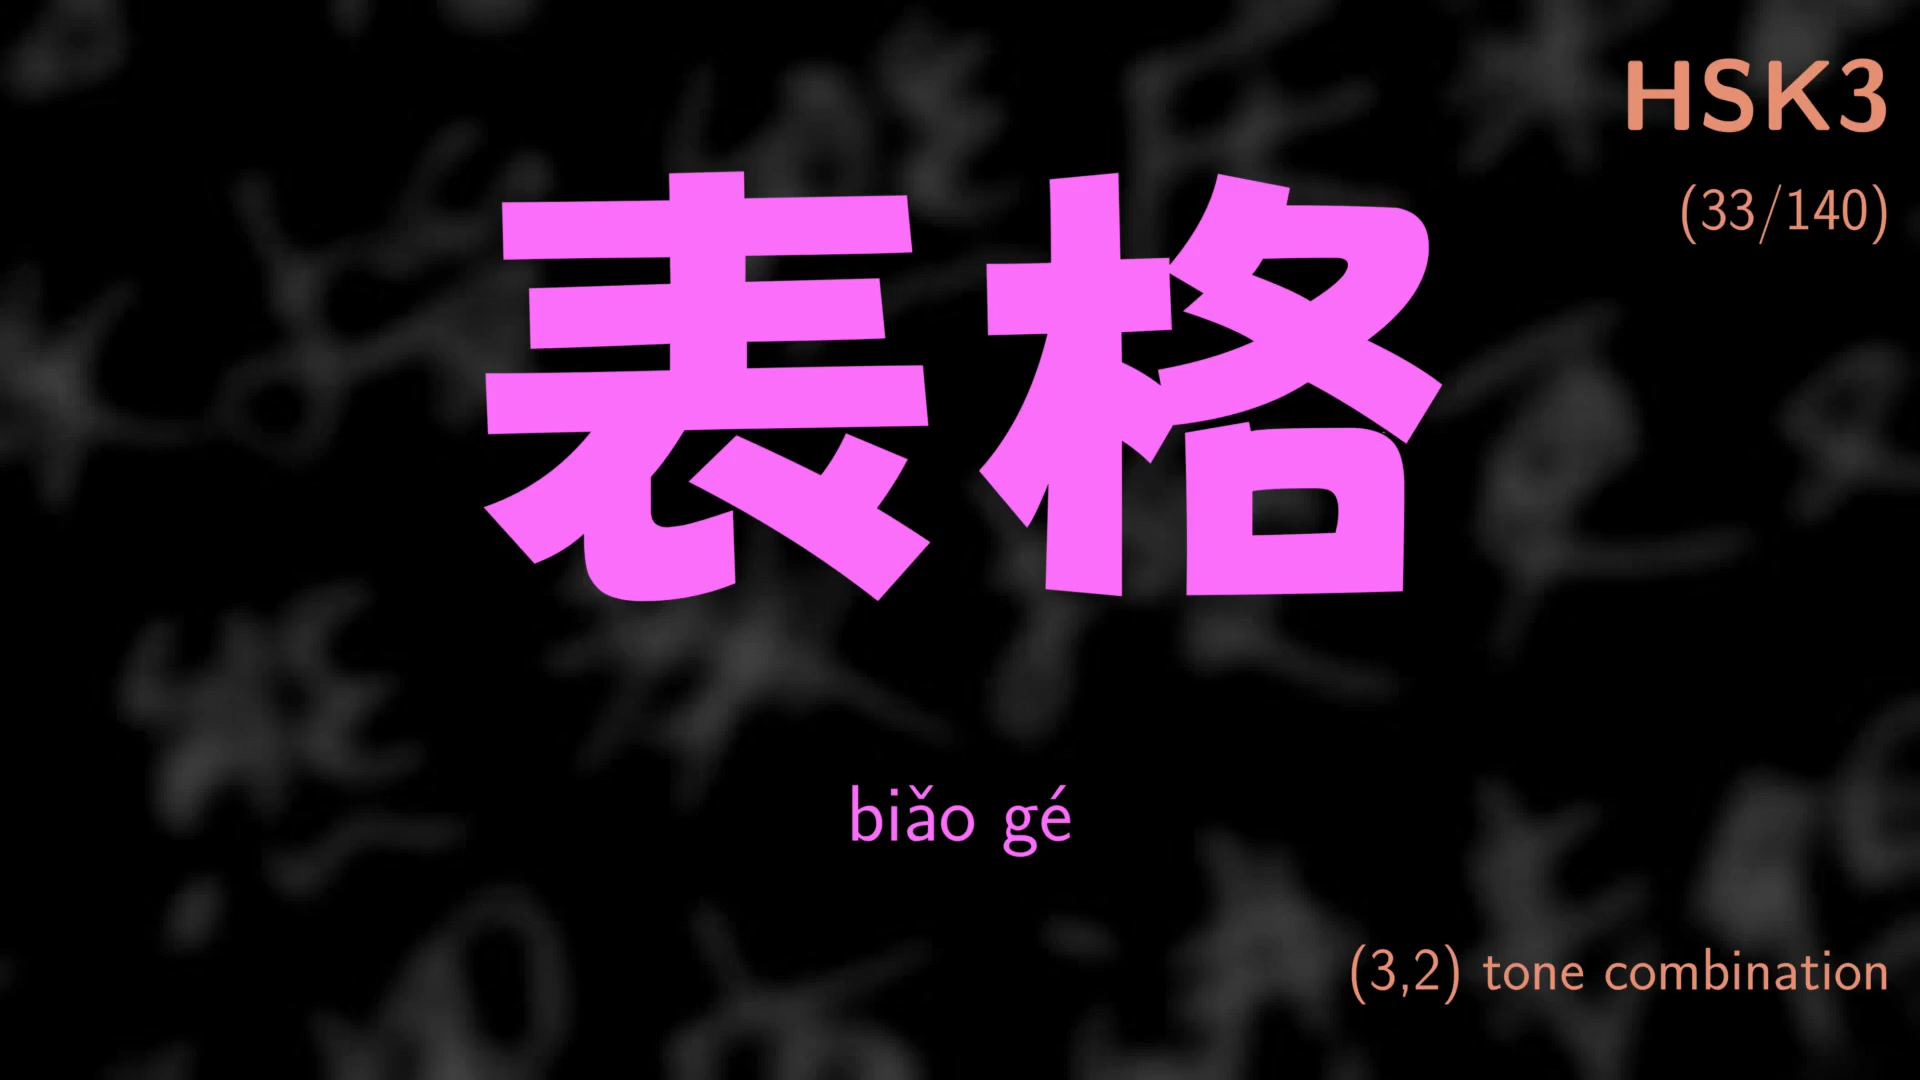 HSK3
(33/140)
表格
biǎo gé
(3,2) tone combination